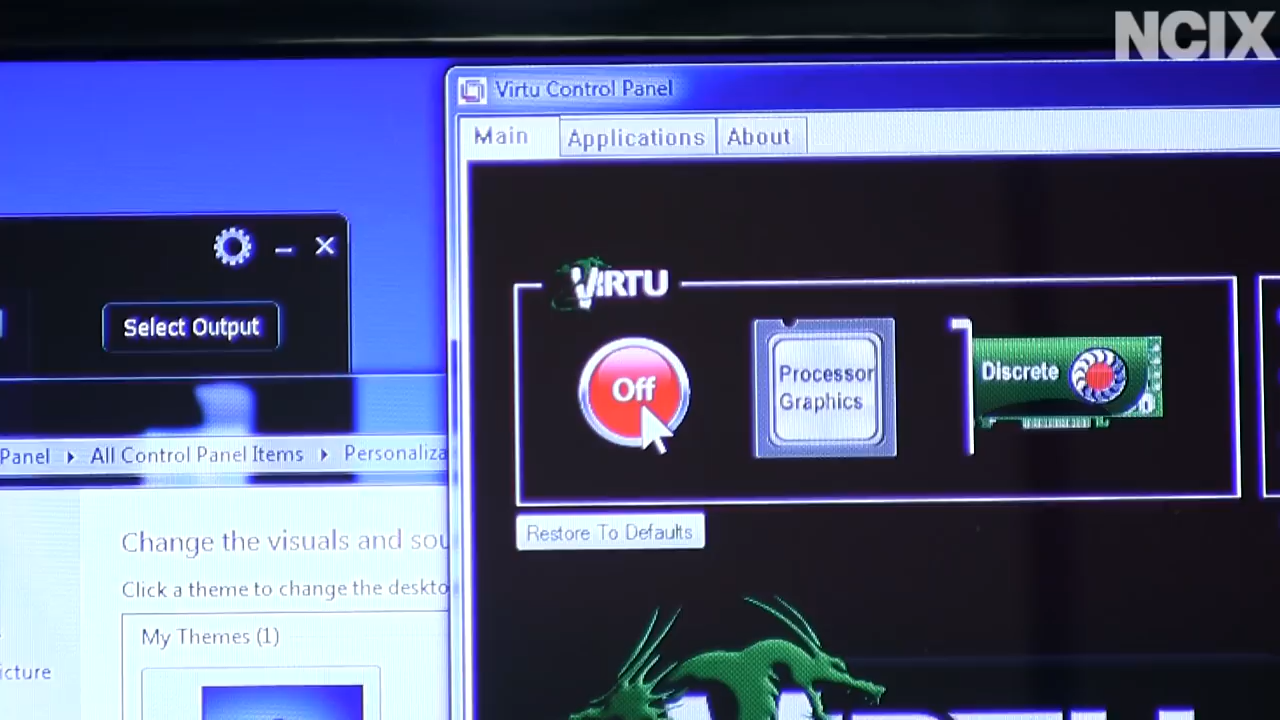 NCIX
Virtu Control Panel
Main
Applications
About
Select Output
VIRTU
Off
Processor
Graphics
Discrete
Panel
All Control Panel Items
Personaliza
Restore To Defaults
Change the visuals and sou
Click a theme to change the deskto
My Themes (1)
icture